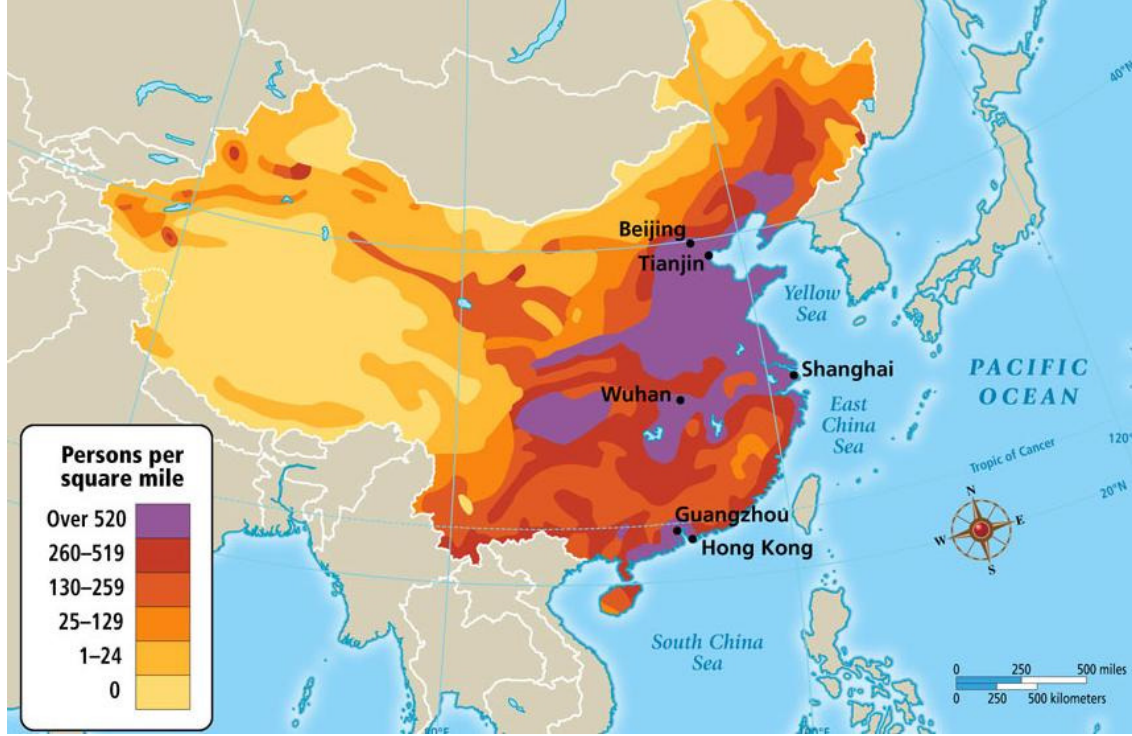 40°N
Beijing
Tianjin
Yellow
Sea
Shanghai
PACIFIC
OCEAN
Wuhan
East
China
Sea
120°
Tropic of Cancer
20°N
Persons per
square mile
Over 520
260–519
130–259
25–129
1–24
0
Guangzhou
Hong Kong
N
W E
S
South China
Sea
0 250 500 miles
0 250 500 kilometers